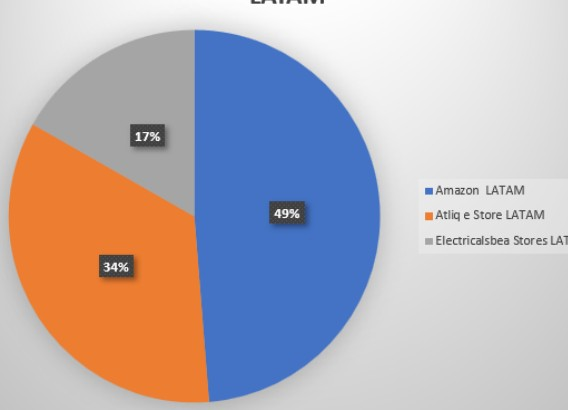 LATAM
17%
49%
34%
Amazon LATAM
Atliq e Store LATAM
Electricalsbea Stores LAT